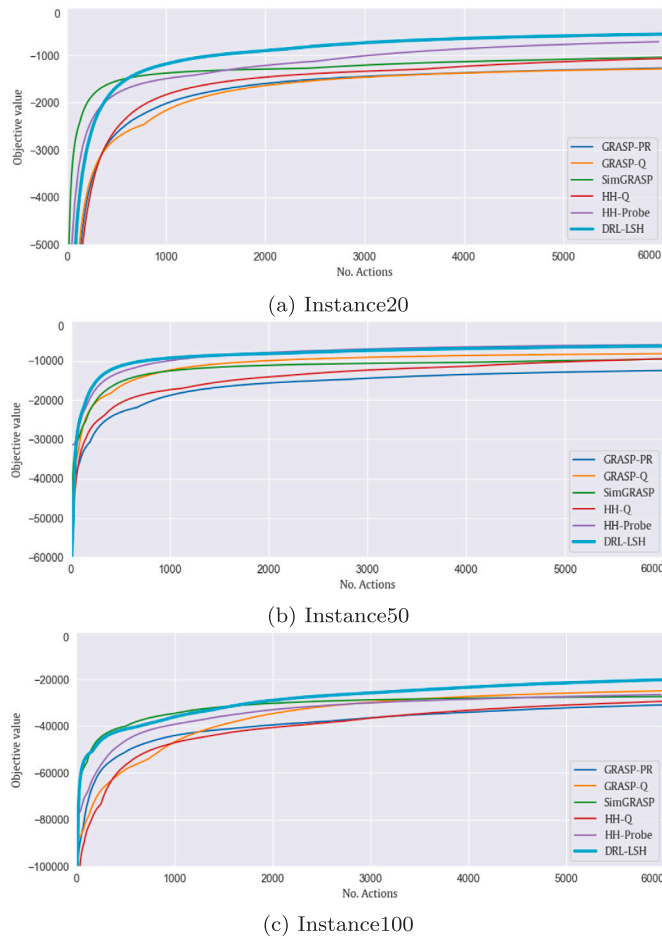 0
−1000
−2000
−3000
−4000
−5000
Objective value
0 1000 2000 3000 4000 5000 6000
No. Actions
GRASP-PR
GRASP-Q
SimGRASP
HH-Q
HH-Probe
DRL-LSH
(a) Instance20
0
−10000
−20000
−30000
−40000
−50000
−60000
Objective value
0 1000 2000 3000 4000 5000 6000
No. Actions
GRASP-PR
GRASP-Q
SimGRASP
HH-Q
HH-Probe
DRL-LSH
(b) Instance50
0
−20000
−40000
−60000
−80000
−100000
Objective value
0 1000 2000 3000 4000 5000 6000
No. Actions
GRASP-PR
GRASP-Q
SimGRASP
HH-Q
HH-Probe
DRL-LSH
(c) Instance100